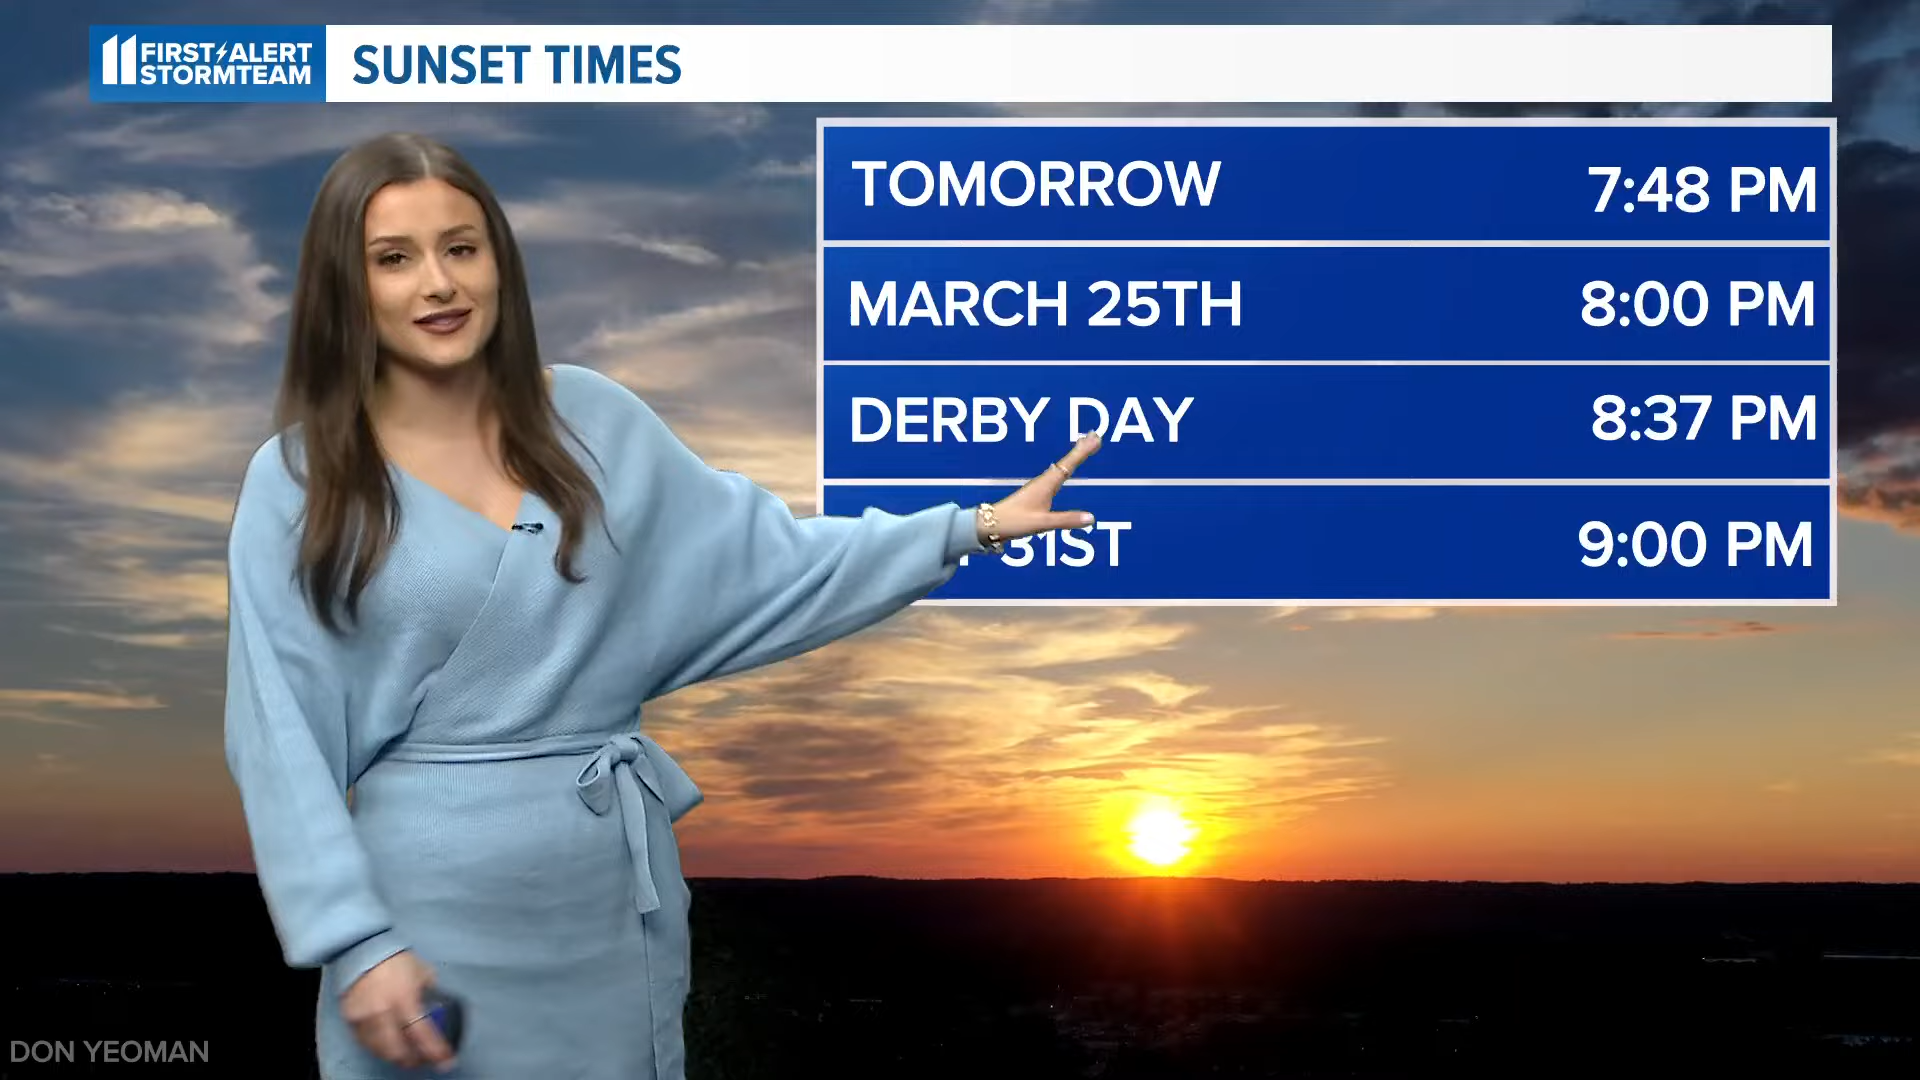 11 FIRST ALERT
STORMTEAM
SUNSET TIMES
TOMORROW 7:48 PM
MARCH 25TH 8:00 PM
DERBY DAY 8:37 PM
31ST 9:00 PM
DON YEOMAN